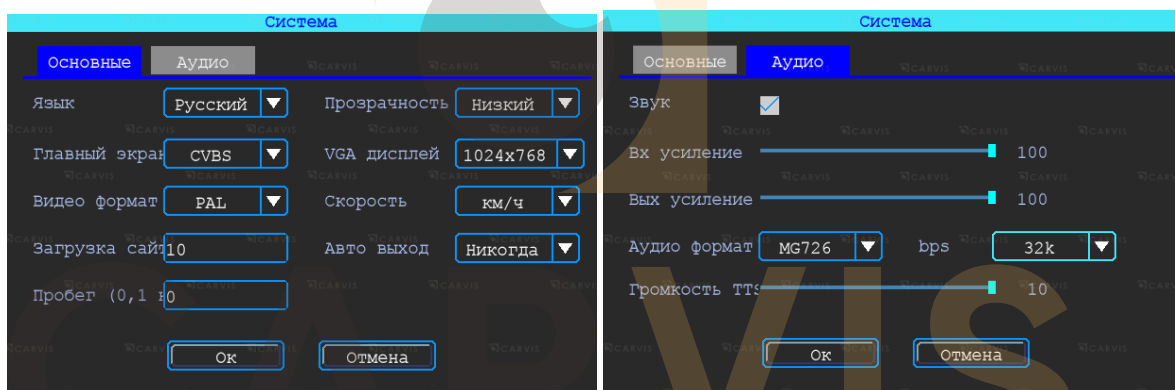 Система
Основные Аудио
Язык Русский Прозрачность Низкий
Главный экран CVBS VGA дисплей 1024x768
Видео формат PAL Скорость км/ч
Загрузка сайт 10 Авто выход Никогда
Пробег (0,1 к 0
Ок Отмена
Система
Основные Аудио
Звук
Вх усиление 100
Вых усиление 100
Аудио формат MG726 bps 32k
Громкость TTS 10
Ок Отмена
CARVIS